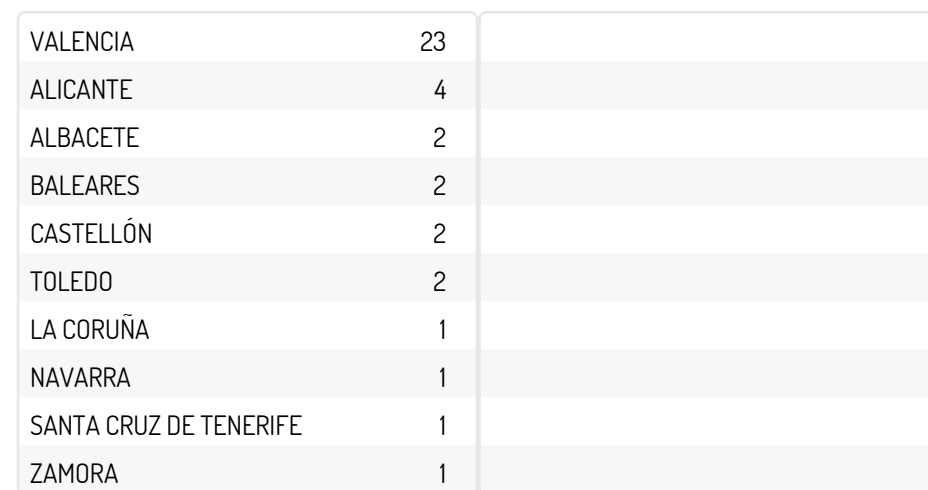 VALENCIA 23
ALICANTE 4
ALBACETE 2
BALEARES 2
CASTELLÓN 2
TOLEDO 2
LA CORUÑA 1
NAVARRA 1
SANTA CRUZ DE TENERIFE 1
ZAMORA 1